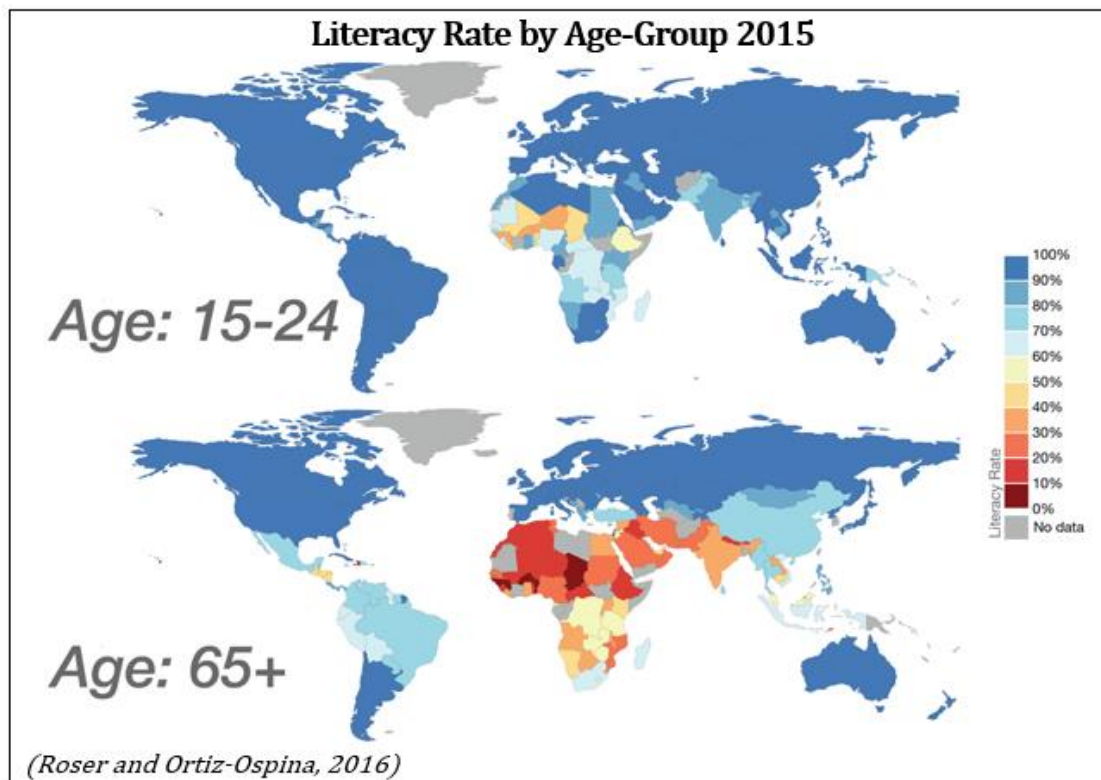 Literacy Rate by Age-Group 2015
Age: 15-24
100%
90%
80%
70%
60%
50%
40%
30%
20%
10%
0%
No data
Literacy Rate
Age: 65+
(Roser and Ortiz-Ospina, 2016)